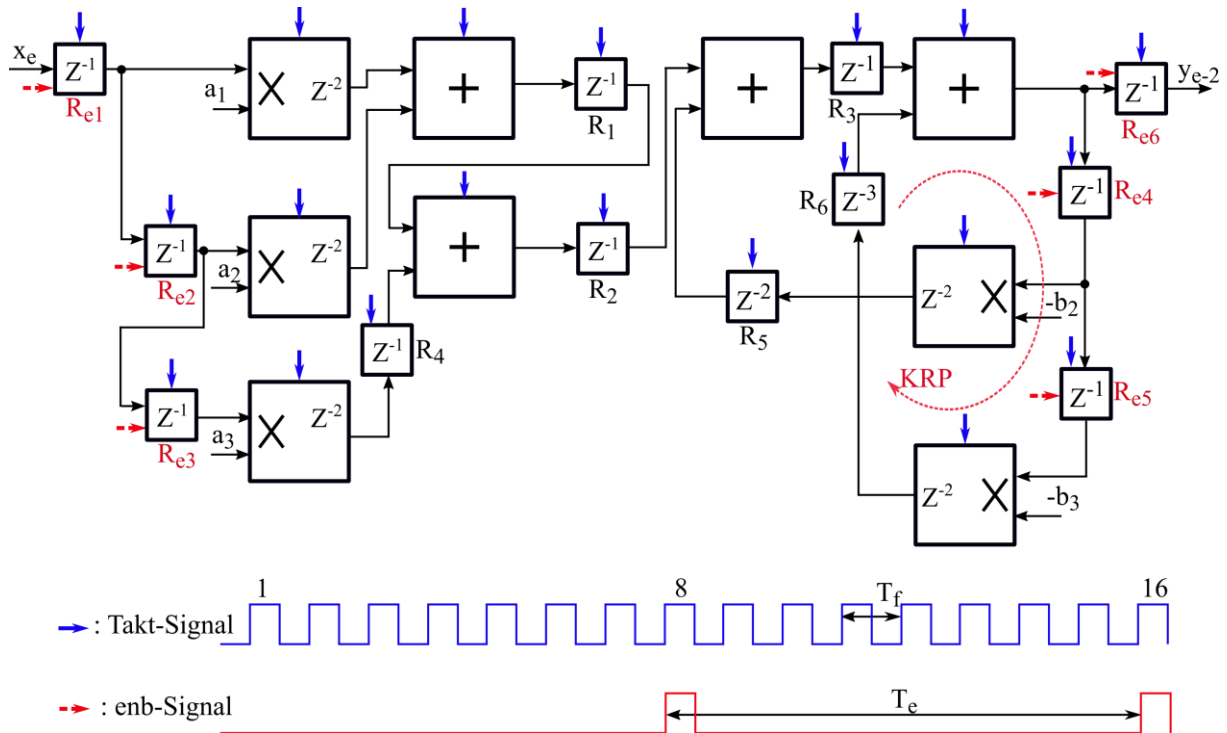 xe Z-1 Re1
a1 × Z-2
+
Z-1 R1
+
Z-1 R3
+
Z-1 ye-2 Re6
Z-1 Re4
R6 Z-3
Z-1 Re2
a2 × Z-2
+
Z-1 R2
Z-2 R5
Z-2 × -b2
KRP
Z-1 R4
Z-1 Re5
Z-1 Re3
a3 × Z-2
Z-2 × -b3
1 8 Tf 16
: Takt-Signal
: enb-Signal Te